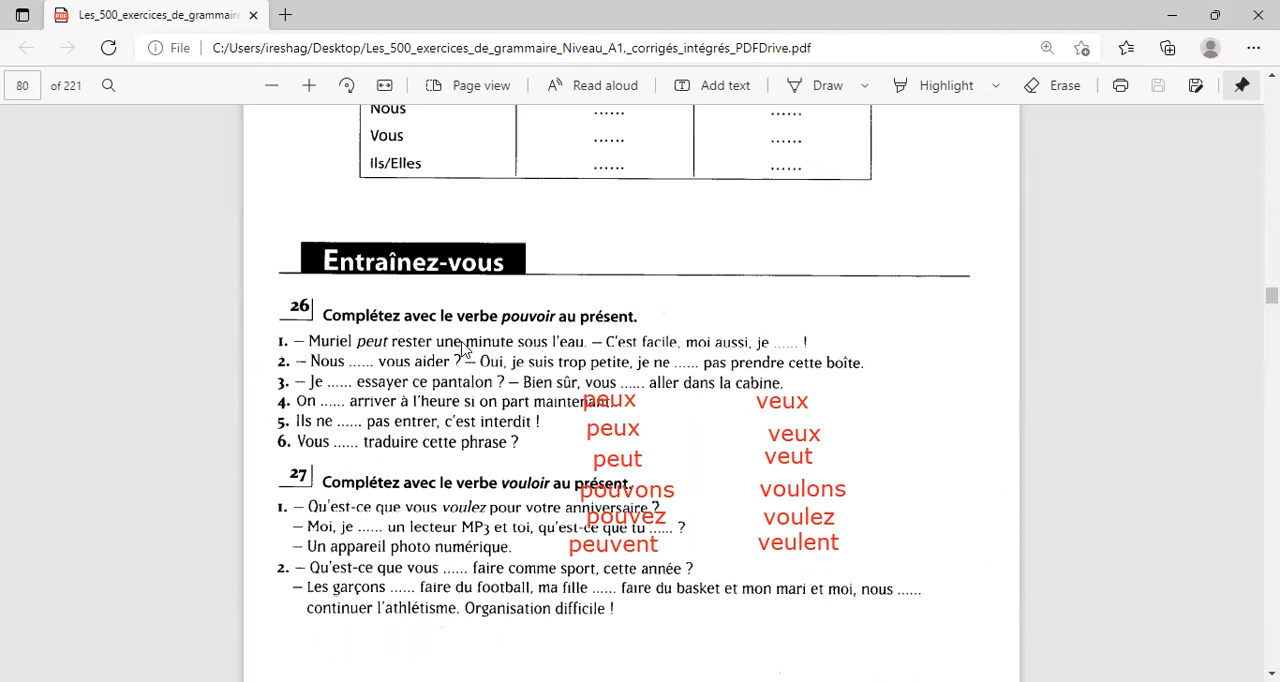 Les_500_exercices_de_grammaire
File C:/Users/ireshag/Desktop/Les_500_exercices_de_grammaire_Niveau_A1,_corrigés_intégrés_PDFDrive.pdf
80 of 221 Page view Read aloud Add text Draw Highlight Erase
Nous ...... ......
Vous ...... ......
Ils/Elles ...... ......
Entraînez-vous
26 Complétez avec le verbe pouvoir au présent.
1. – Muriel peut rester une minute sous l'eau. – C'est facile, moi aussi, je ...... !
2. – Nous ...... vous aider ? – Oui, je suis trop petite, je ne ...... pas prendre cette boîte.
3. – Je ...... essayer ce pantalon ? – Bien sûr, vous ...... aller dans la cabine.
4. On ...... arriver à l'heure si on part maintenant.
peux veux
5. Ils ne ...... pas entrer, c'est interdit !
peux veux
6. Vous ...... traduire cette phrase ?
peut veut
27 Complétez avec le verbe vouloir au présent.
pouvons voulons
1. – Qu'est-ce que vous voulez pour votre anniversaire ?
pouvez voulez
– Moi, je ...... un lecteur MP3 et toi, qu'est-ce que tu ...... ?
– Un appareil photo numérique.
peuvent veulent
2. – Qu'est-ce que vous ...... faire comme sport, cette année ?
– Les garçons ...... faire du football, ma fille ...... faire du basket et mon mari et moi, nous ......
continuer l'athlétisme. Organisation difficile !